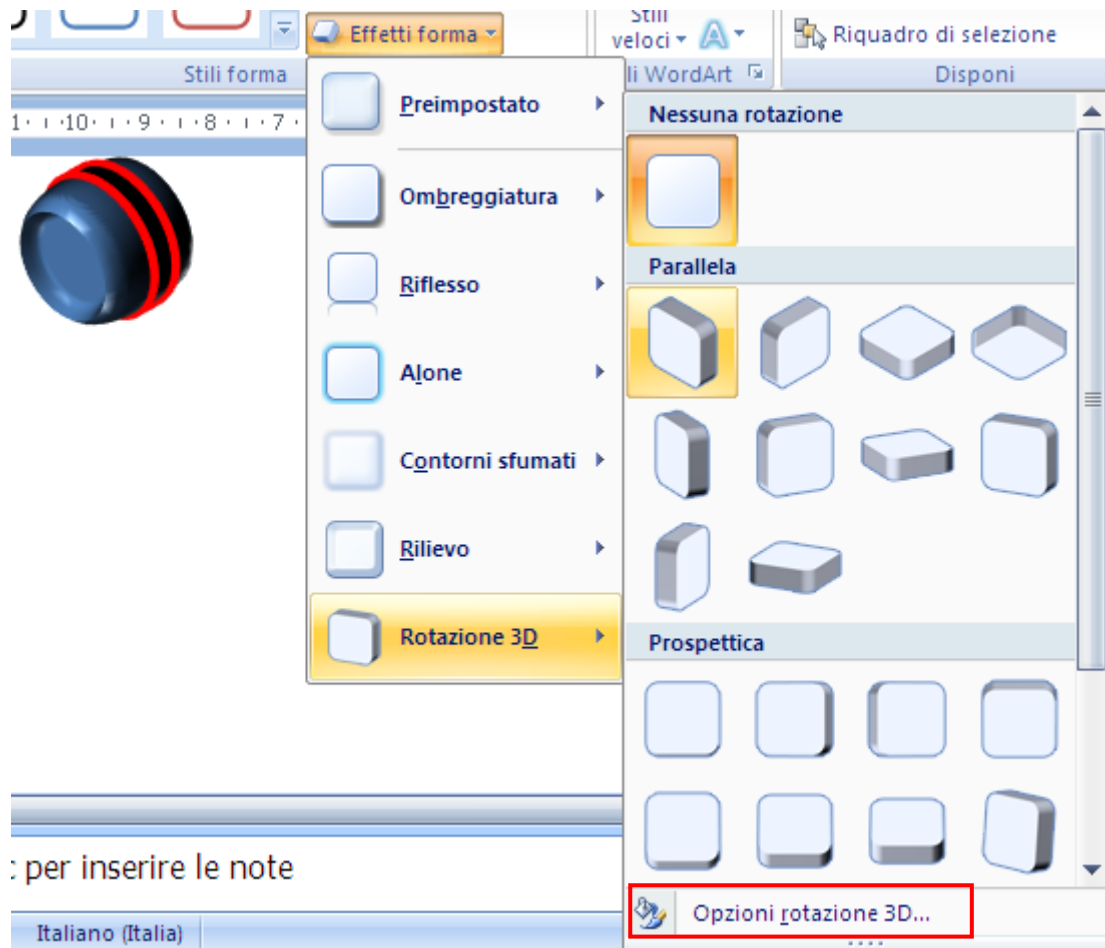 Effetti forma
Stili
veloci
A
Riquadro di selezione
Stili forma
li WordArt
Disponi
1 · 10 · 9 · 8 · 7
Preimpostato
Ombreggiatura
Riflesso
Alone
Contorni sfumati
Rilievo
Rotazione 3D
Nessuna rotazione
Parallela
Prospettica
Opzioni rotazione 3D...
per inserire le note
Italiano (Italia)